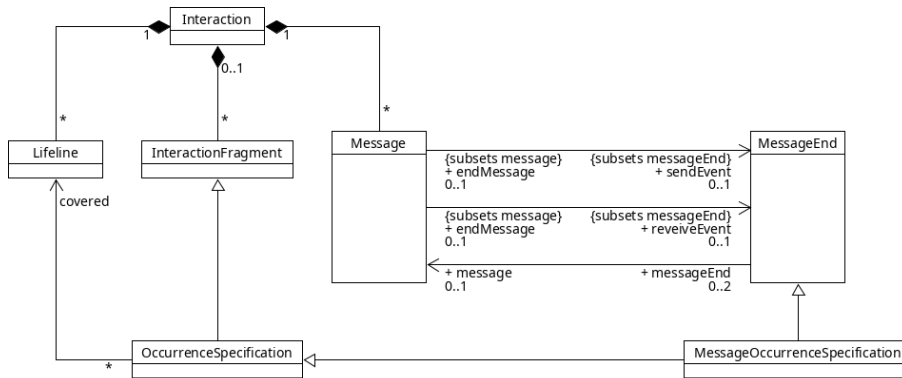 Interaction
1
1
0..1
*
*
*
Lifeline
InteractionFragment
Message
MessageEnd
{subsets message}
{subsets messageEnd}
+ endMessage
+ sendEvent
0..1
0..1
covered
{subsets message}
{subsets messageEnd}
+ endMessage
+ reveiveEvent
0..1
0..1
+ message
+ messageEnd
0..1
0..2
OccurrenceSpecification
MessageOccurrenceSpecification
*